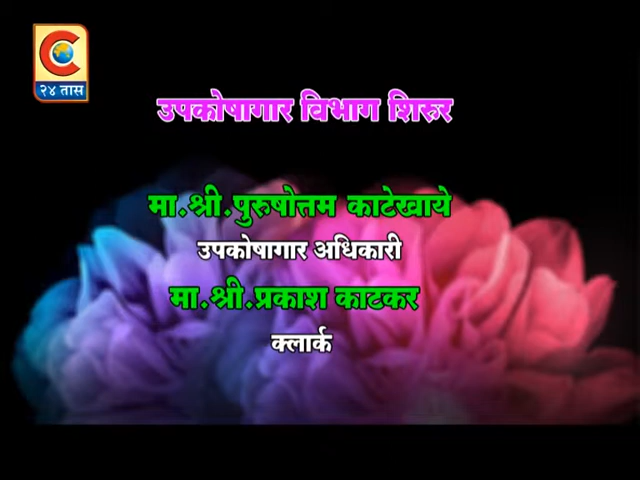 C
२४ तास
उपकोषागार विभाग शिरुर
मा.श्री.पुरुषोत्तम काटेखाये
उपकोषागार अधिकारी
मा.श्री.प्रकाश काटकर
क्लार्क